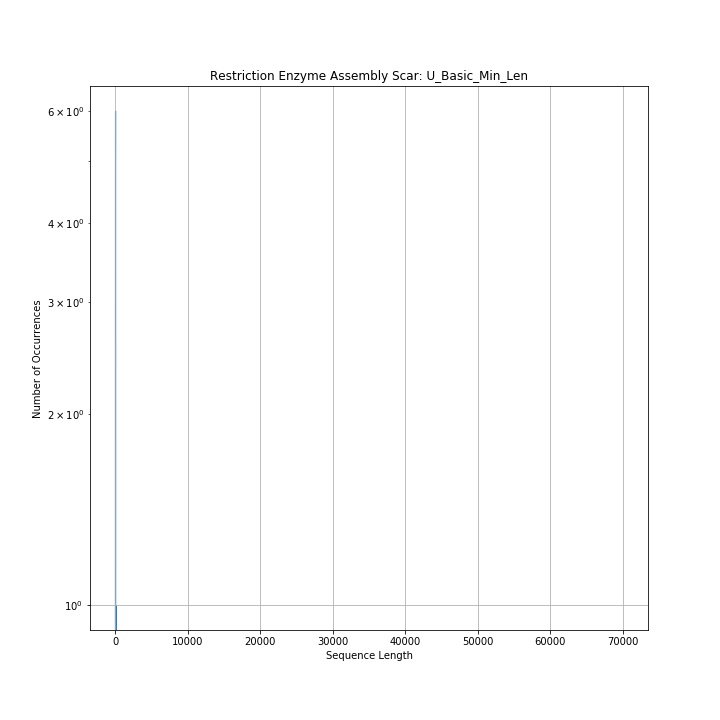 Restriction Enzyme Assembly Scar: U_Basic_Min_Len
6 × 10⁰
4 × 10⁰
3 × 10⁰
2 × 10⁰
10⁰
Number of Occurrences
0 10000 20000 30000 40000 50000 60000 70000
Sequence Length